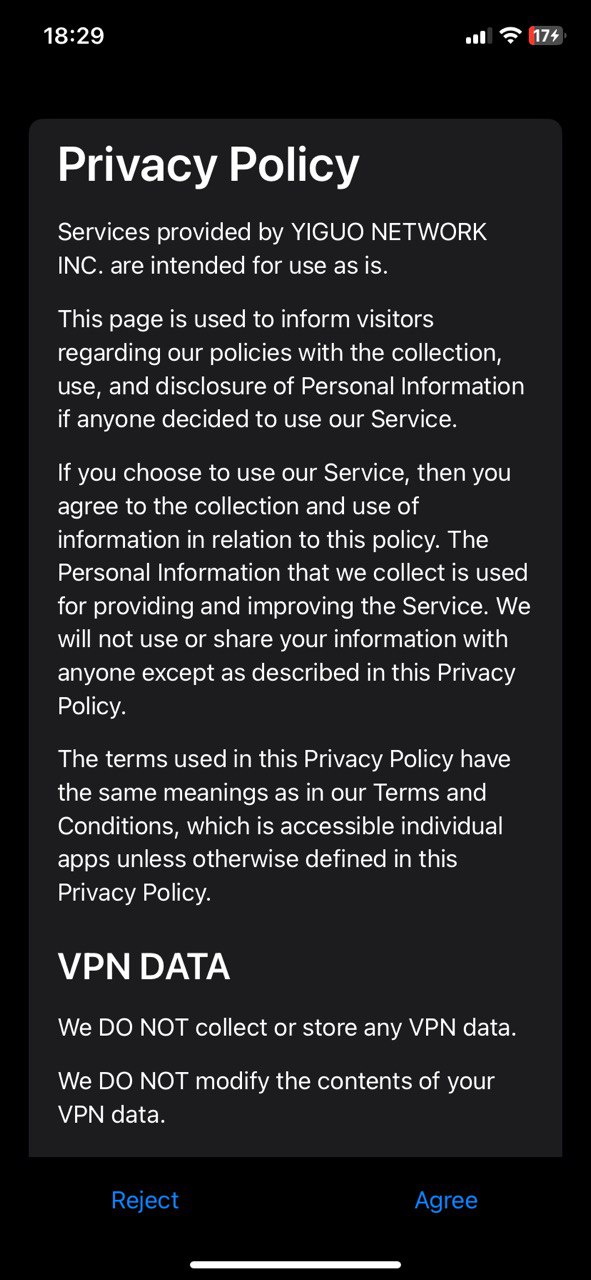 18:29
17
Privacy Policy
Services provided by YIGUO NETWORK
INC. are intended for use as is.
This page is used to inform visitors
regarding our policies with the collection,
use, and disclosure of Personal Information
if anyone decided to use our Service.
If you choose to use our Service, then you
agree to the collection and use of
information in relation to this policy. The
Personal Information that we collect is used
for providing and improving the Service. We
will not use or share your information with
anyone except as described in this Privacy
Policy.
The terms used in this Privacy Policy have
the same meanings as in our Terms and
Conditions, which is accessible individual
apps unless otherwise defined in this
Privacy Policy.
VPN DATA
We DO NOT collect or store any VPN data.
We DO NOT modify the contents of your
VPN data.
Reject
Agree